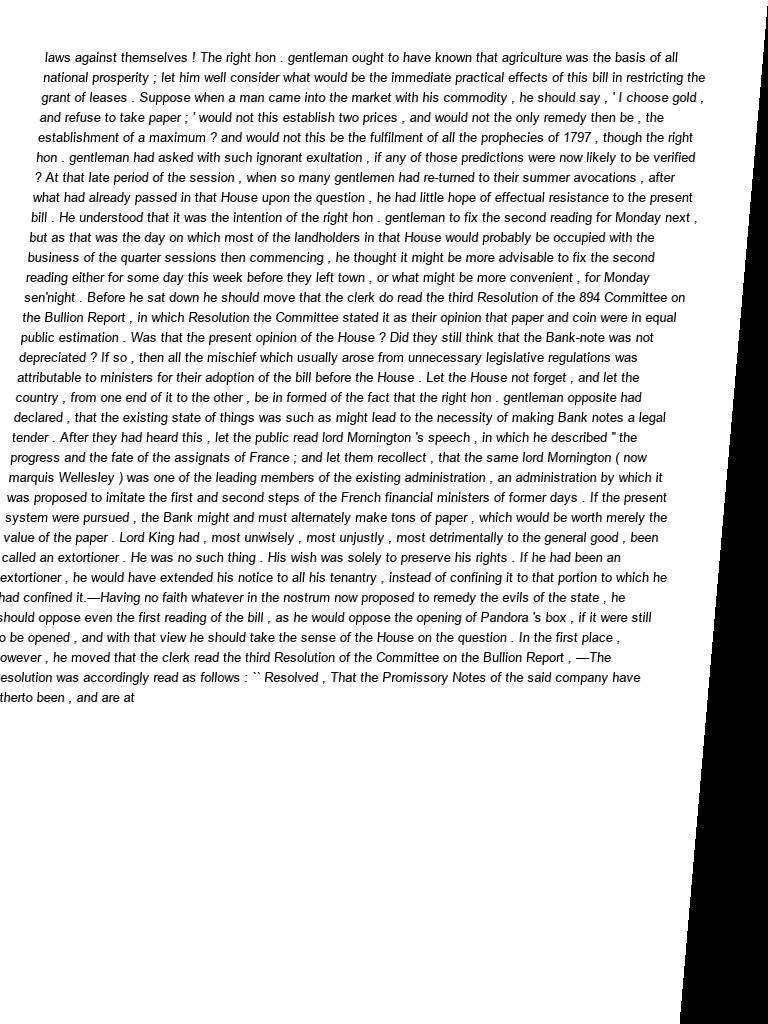 laws against themselves ! The right hon . gentleman ought to have known that agriculture was the basis of all
national prosperity ; let him well consider what would be the immediate practical effects of this bill in restricting the
grant of leases . Suppose when a man came into the market with his commodity , he should say , ' I choose gold ,
and refuse to take paper ; ' would not this establish two prices , and would not the only remedy then be , the
establishment of a maximum ? and would not this be the fulfilment of all the prophecies of 1797 , though the right
hon . gentleman had asked with such ignorant exultation , if any of those predictions were now likely to be verified
? At that late period of the session , when so many gentlemen had re-turned to their summer avocations , after
what had already passed in that House upon the question , he had little hope of effectual resistance to the present
bill . He understood that it was the intention of the right hon . gentleman to fix the second reading for Monday next ,
but as that was the day on which most of the landholders in that House would probably be occupied with the
business of the quarter sessions then commencing , he thought it might be more advisable to fix the second
reading either for some day this week before they left town , or what might be more convenient , for Monday
sen'night . Before he sat down he should move that the clerk do read the third Resolution of the 894 Committee on
the Bullion Report , in which Resolution the Committee stated it as their opinion that paper and coin were in equal
public estimation . Was that the present opinion of the House ? Did they still think that the Bank-note was not
depreciated ? If so , then all the mischief which usually arose from unnecessary legislative regulations was
attributable to ministers for their adoption of the bill before the House . Let the House not forget , and let the
country , from one end of it to the other , be in formed of the fact that the right hon . gentleman opposite had
declared , that the existing state of things was such as might lead to the necessity of making Bank notes a legal
tender . After they had heard this , let the public read lord Mornington 's speech , in which he described " the
progress and the fate of the assignats of France ; and let them recollect , that the same lord Mornington ( now
marquis Wellesley ) was one of the leading members of the existing administration , an administration by which it
was proposed to imitate the first and second steps of the French financial ministers of former days . If the present
system were pursued , the Bank might and must alternately make tons of paper , which would be worth merely the
value of the paper . Lord King had , most unwisely , most unjustly , most detrimentally to the general good , been
called an extortioner . He was no such thing . His wish was solely to preserve his rights . If he had been an
extortioner , he would have extended his notice to all his tenantry , instead of confining it to that portion to which he
had confined it.—Having no faith whatever in the nostrum now proposed to remedy the evils of the state , he
should oppose even the first reading of the bill , as he would oppose the opening of Pandora 's box , if it were still
o be opened , and with that view he should take the sense of the House on the question . In the first place ,
owever , he moved that the clerk read the third Resolution of the Committee on the Bullion Report , —The
esolution was accordingly read as follows : `` Resolved , That the Promissory Notes of the said company have
therto been , and are at